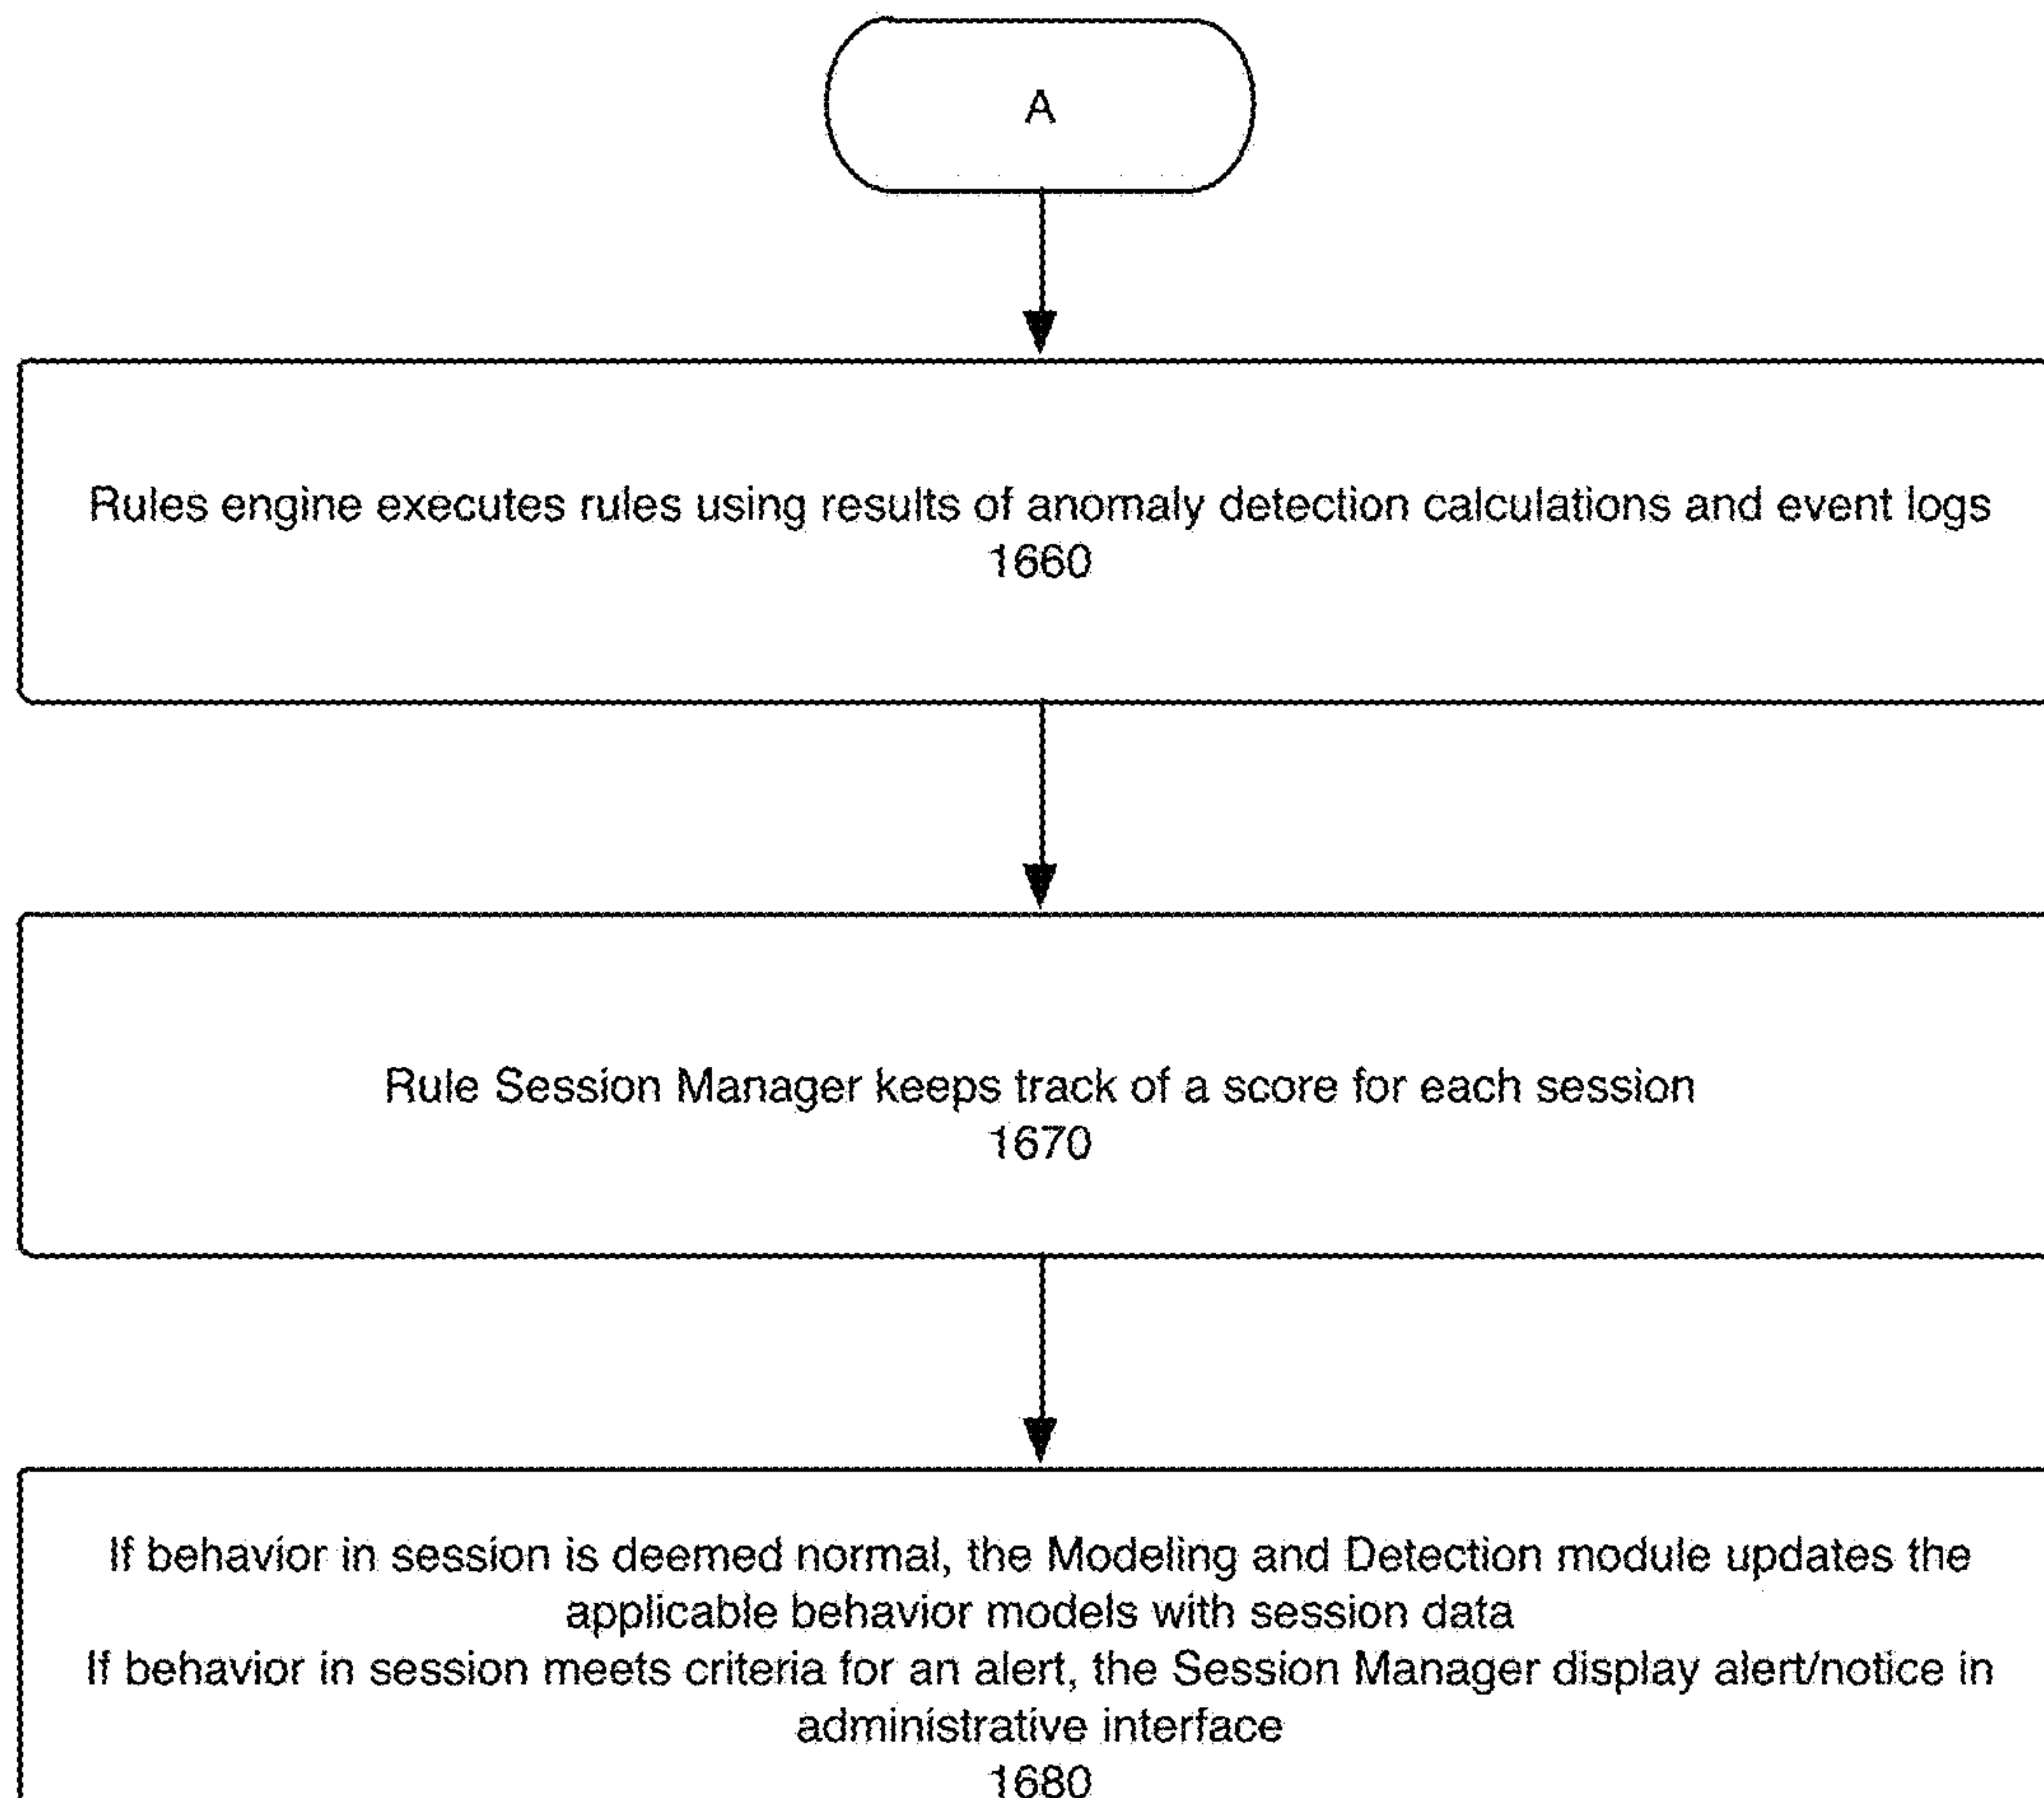 A
Rules engine executes rules using results of anomaly detection calculations and event logs
1660
Rule Session Manager keeps track of a score for each session
1670
If behavior in session is deemed normal, the Modeling and Detection module updates the
applicable behavior models with session data
If behavior in session meets criteria for an alert, the Session Manager display alert/notice in
administrative interface
1680